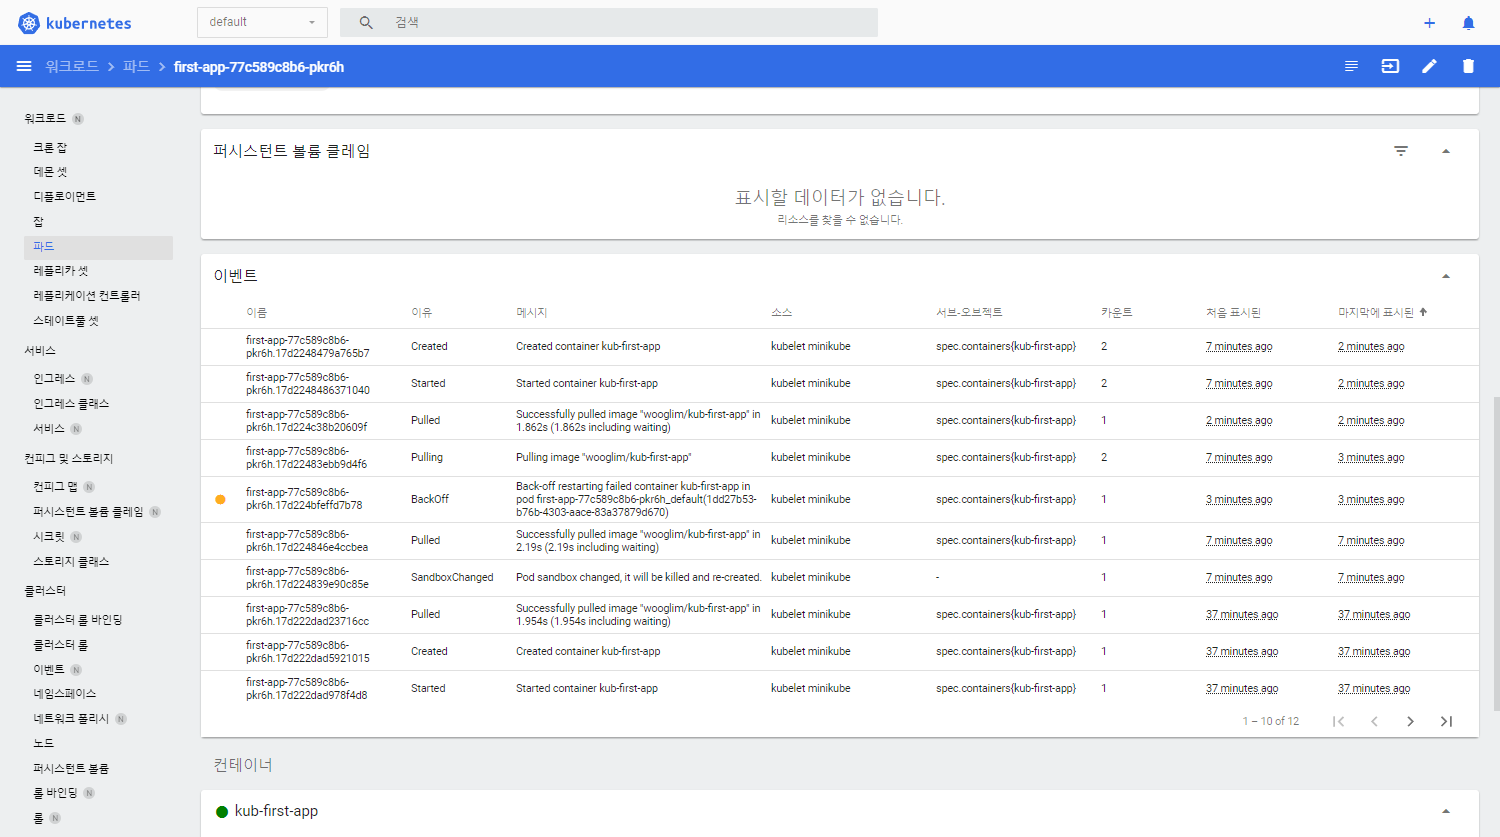 kubernetes
default
검색
워크로드 > 파드 > first-app-77c589c8b6-pkr6h
워크로드 N
크론 잡
데몬 셋
디플로이먼트
잡
파드
레플리카 셋
레플리케이션 컨트롤러
스테이트풀 셋
서비스
인그레스 N
인그레스 클래스
서비스 N
컨피그 및 스토리지
컨피그 맵 N
퍼시스턴트 볼륨 클레임 N
시크릿 N
스토리지 클래스
클러스터
클러스터 롤 바인딩
클러스터 롤
이벤트 N
네임스페이스
네트워크 폴리시 N
노드
퍼시스턴트 볼륨
롤 바인딩 N
롤 N
퍼시스턴트 볼륨 클레임
표시할 데이터가 없습니다.
리소스를 찾을 수 없습니다.
이벤트
이름 이유 메시지 소스 서브-오브젝트 카운트 처음 표시된 마지막에 표시된
first-app-77c589c8b6-
pkr6h.17d2248479a765b7 Created Created container kub-first-app kubelet minikube spec.containers{kub-first-app} 2 7 minutes ago 2 minutes ago
first-app-77c589c8b6-
pkr6h.17d2248486371040 Started Started container kub-first-app kubelet minikube spec.containers{kub-first-app} 2 7 minutes ago 2 minutes ago
first-app-77c589c8b6- Successfully pulled image "wooglim/kub-first-app" in
pkr6h.17d224c38b20609f Pulled 1.862s (1.862s including waiting) kubelet minikube spec.containers{kub-first-app} 1 2 minutes ago 2 minutes ago
first-app-77c589c8b6-
pkr6h.17d22483ebb9d4f6 Pulling Pulling image "wooglim/kub-first-app" kubelet minikube spec.containers{kub-first-app} 2 7 minutes ago 3 minutes ago
Back-off restarting failed container kub-first-app in
first-app-77c589c8b6- BackOff pod first-app-77c589c8b6-pkr6h_default(1dd27b53- kubelet minikube spec.containers{kub-first-app} 1 3 minutes ago 3 minutes ago
pkr6h.17d224bfeffd7b78 b76b-4303-aace-83a37879d670)
first-app-77c589c8b6- Successfully pulled image "wooglim/kub-first-app" in
pkr6h.17d224846e4ccbea Pulled 2.19s (2.19s including waiting) kubelet minikube spec.containers{kub-first-app} 1 7 minutes ago 7 minutes ago
first-app-77c589c8b6-
pkr6h.17d224839e90c85e SandboxChanged Pod sandbox changed, it will be killed and re-created. kubelet minikube - 1 7 minutes ago 7 minutes ago
first-app-77c589c8b6- Successfully pulled image "wooglim/kub-first-app" in
pkr6h.17d222dad23716cc Pulled 1.954s (1.954s including waiting) kubelet minikube spec.containers{kub-first-app} 1 37 minutes ago 37 minutes ago
first-app-77c589c8b6-
pkr6h.17d222dad5921015 Created Created container kub-first-app kubelet minikube spec.containers{kub-first-app} 1 37 minutes ago 37 minutes ago
first-app-77c589c8b6-
pkr6h.17d222dad978f4d8 Started Started container kub-first-app kubelet minikube spec.containers{kub-first-app} 1 37 minutes ago 37 minutes ago
1 – 10 of 12
컨테이너
kub-first-app